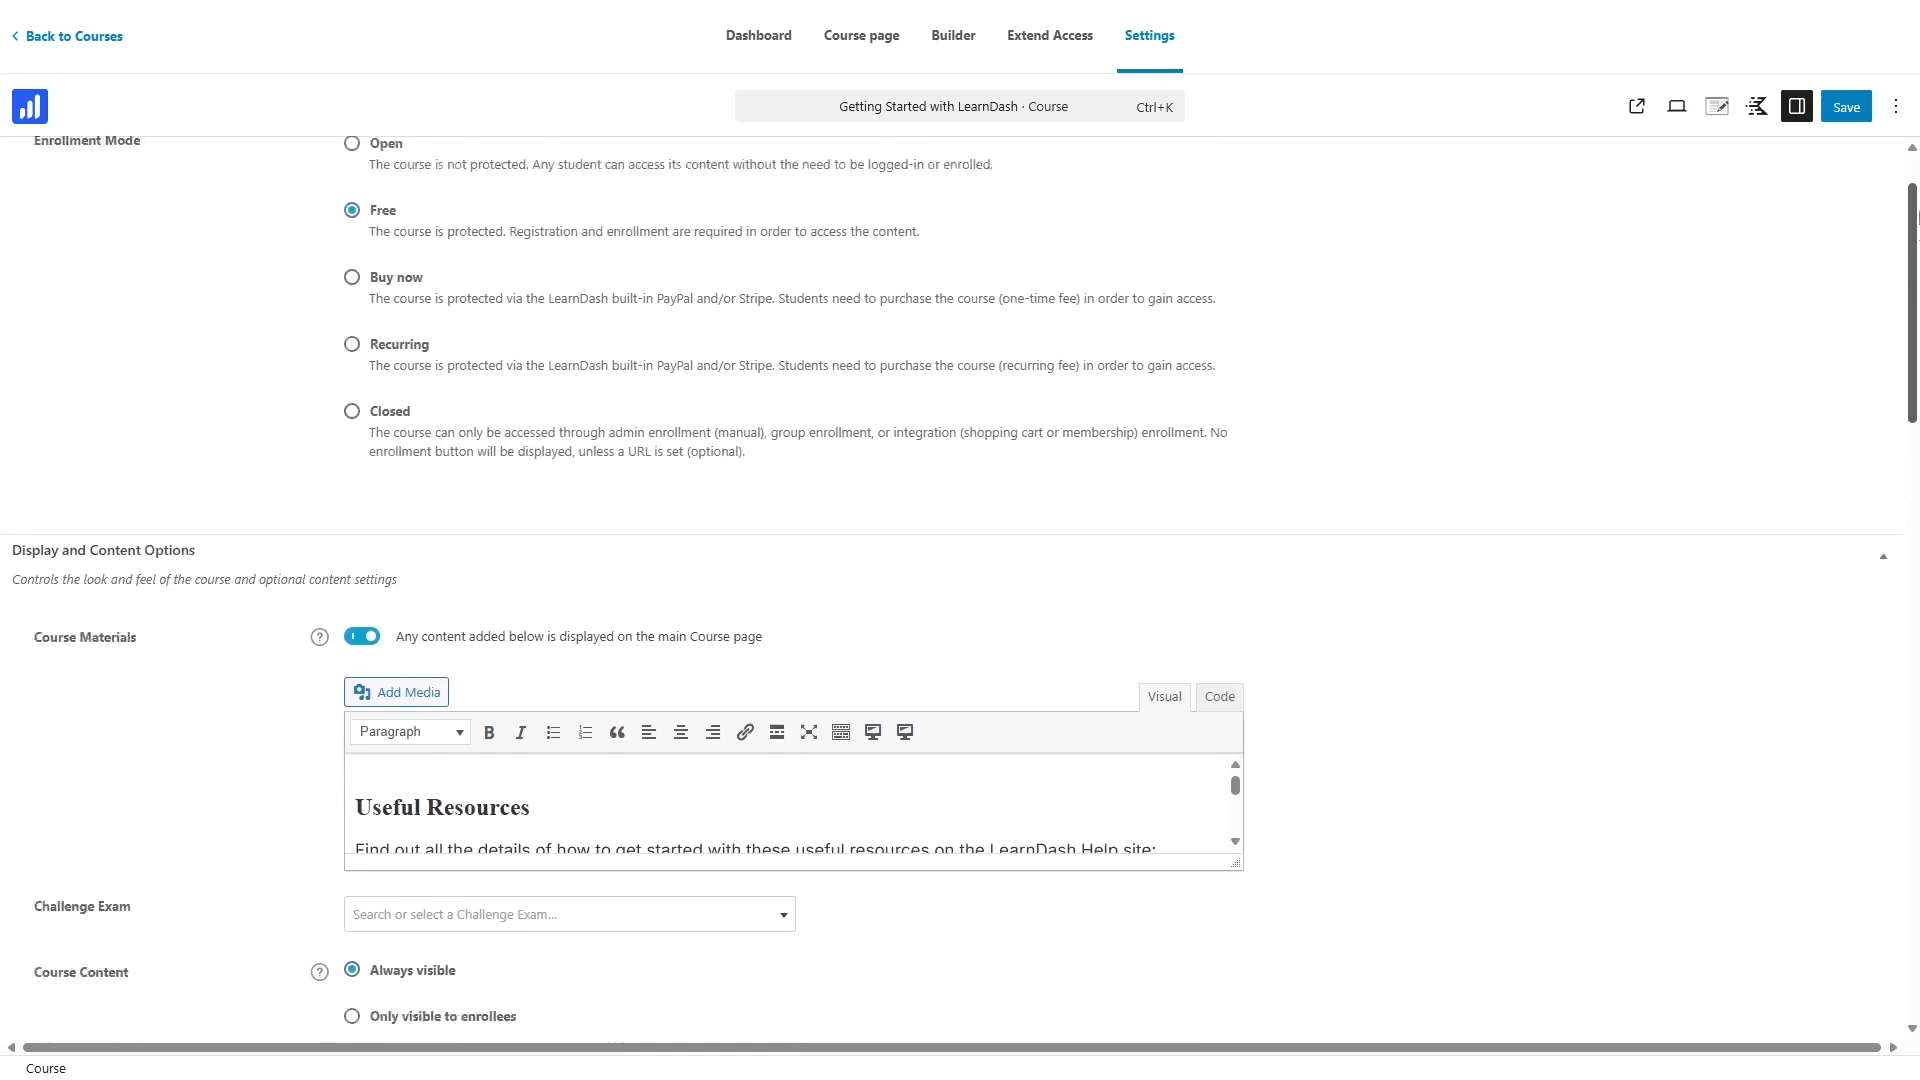 Back to Courses
Dashboard
Course page
Builder
Extend Access
Settings
Getting Started with LearnDash · Course
Ctrl+K
Save
Enrollment Mode
Open
The course is not protected. Any student can access its content without the need to be logged-in or enrolled.
Free
The course is protected. Registration and enrollment are required in order to access the content.
Buy now
The course is protected via the LearnDash built-in PayPal and/or Stripe. Students need to purchase the course (one-time fee) in order to gain access.
Recurring
The course is protected via the LearnDash built-in PayPal and/or Stripe. Students need to purchase the course (recurring fee) in order to gain access.
Closed
The course can only be accessed through admin enrollment (manual), group enrollment, or integration (shopping cart or membership) enrollment. No
enrollment button will be displayed, unless a URL is set (optional).
Display and Content Options
Controls the look and feel of the course and optional content settings
Course Materials
?
Any content added below is displayed on the main Course page
Add Media
Visual
Code
Paragraph
Useful Resources
Find out all the details of how to get started with these useful resources on the LearnDash Help site:
Challenge Exam
Search or select a Challenge Exam...
Course Content
?
Always visible
Only visible to enrollees
Course